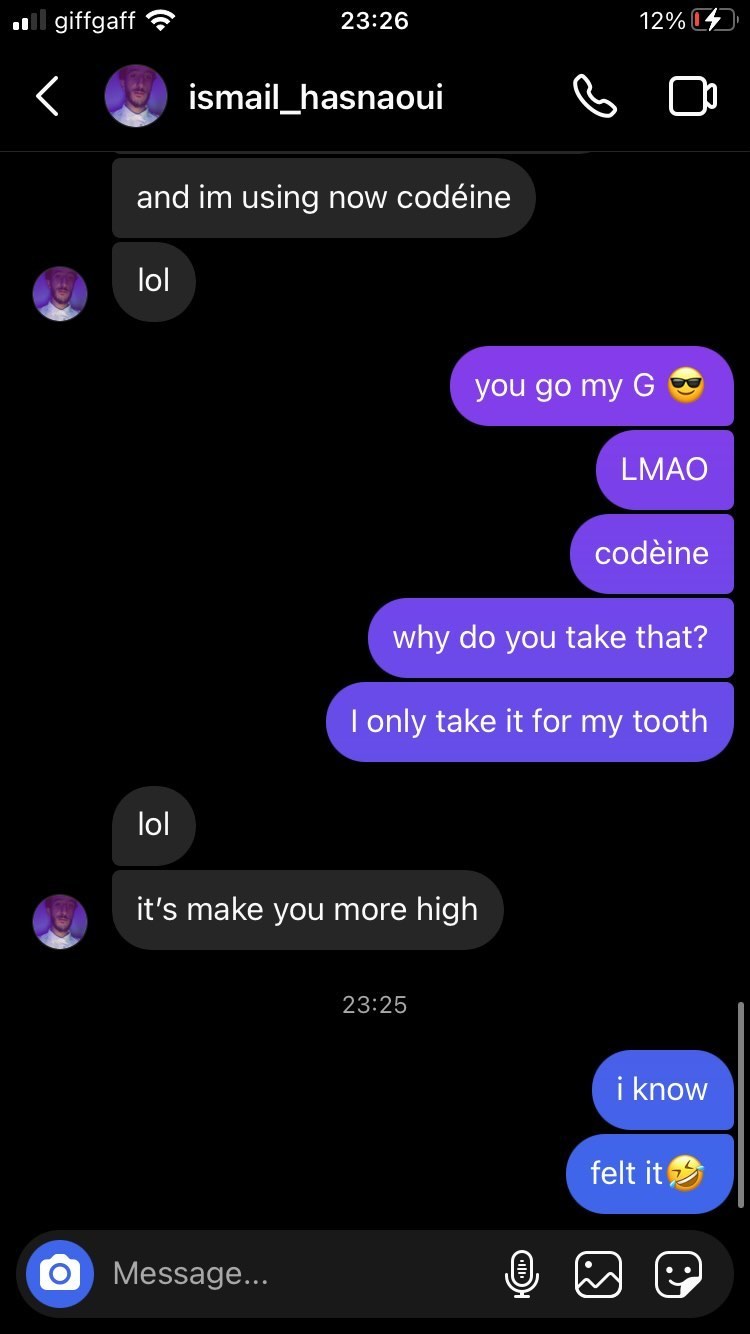 giffgaff 23:26 12%
ismail_hasnaoui
and im using now codéine
lol
you go my G 😎
LMAO
codèine
why do you take that?
I only take it for my tooth
lol
it's make you more high
23:25
i know
felt it🤣
Message...